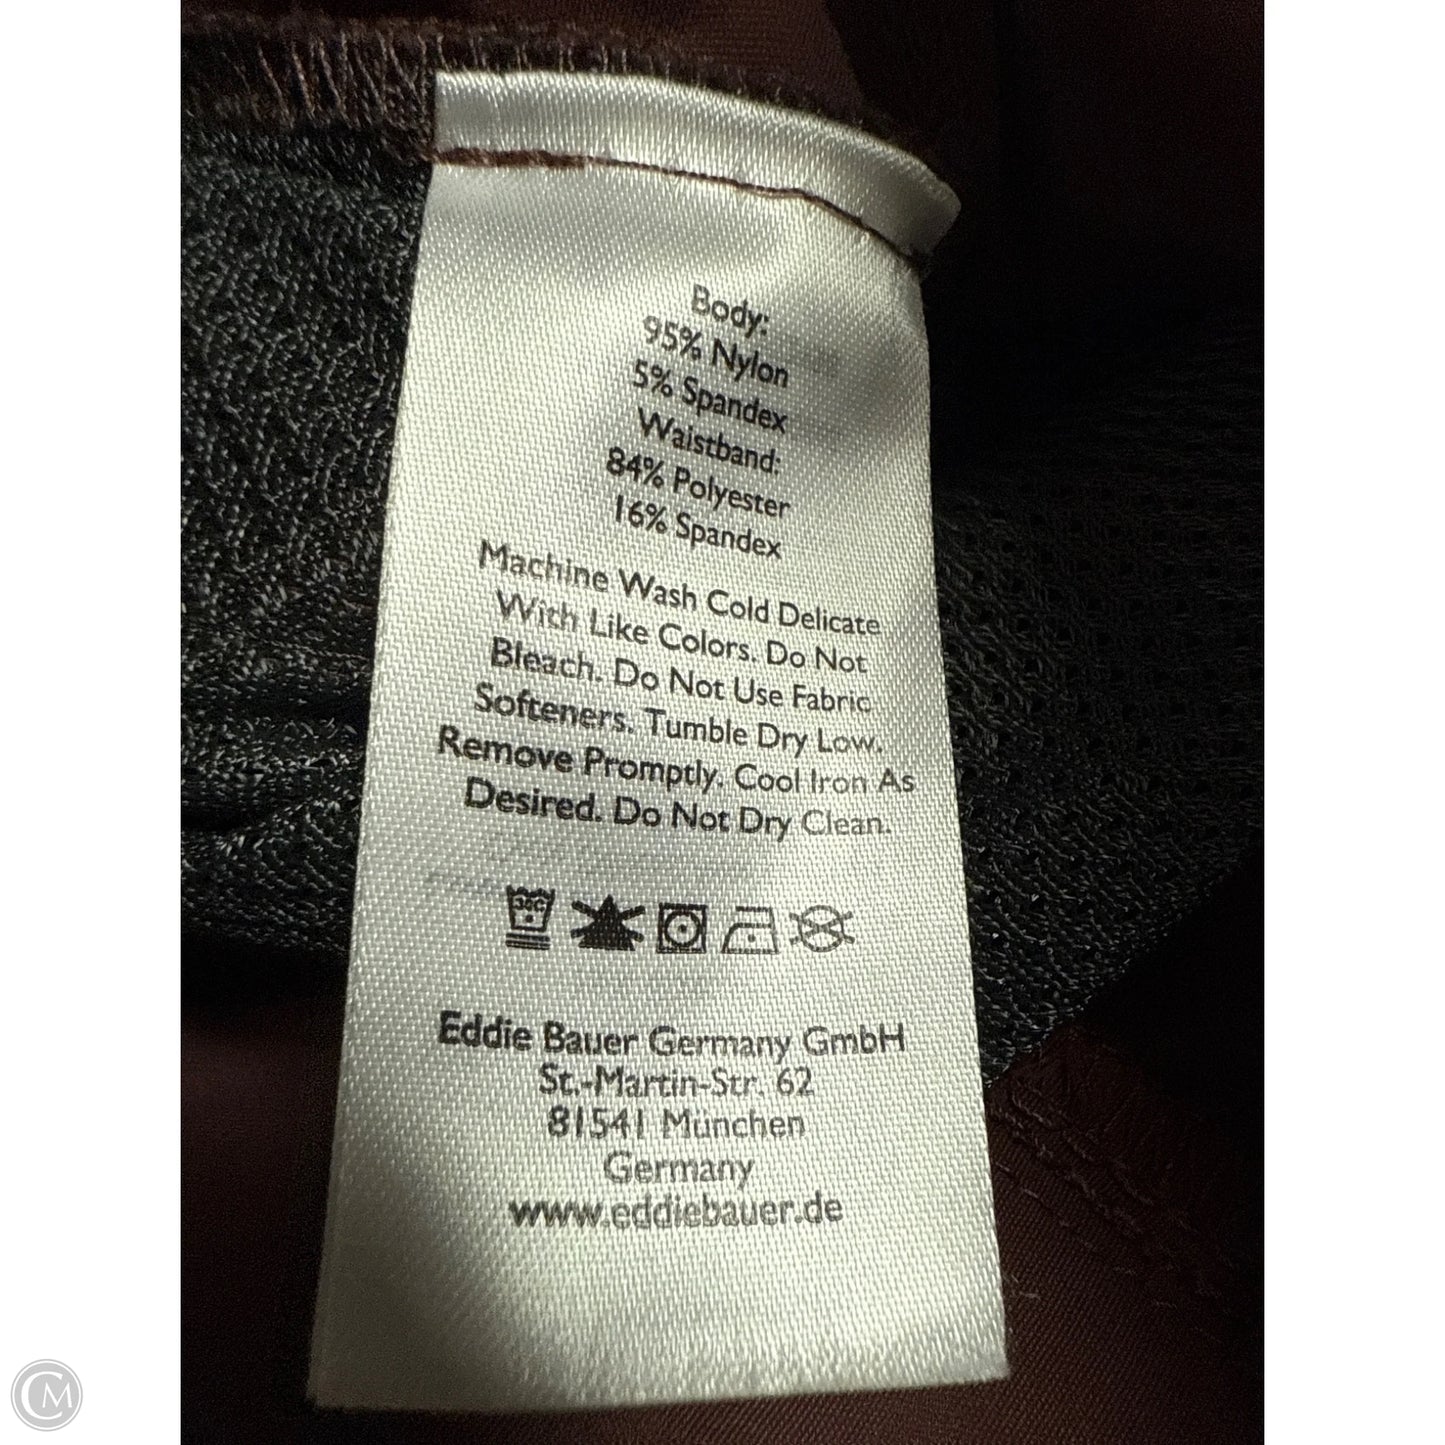 Body:
95% Nylon
5% Spandex
Waistband:
84% Polyester
16% Spandex
Machine Wash Cold Delicate
With Like Colors. Do Not
Bleach. Do Not Use Fabric
Softeners. Tumble Dry Low.
Remove Promptly. Cool Iron As
Desired. Do Not Dry Clean.
30C
Eddie Bauer Germany GmbH
St.-Martin-Str. 62
81541 München
Germany
www.eddiebauer.de
CM